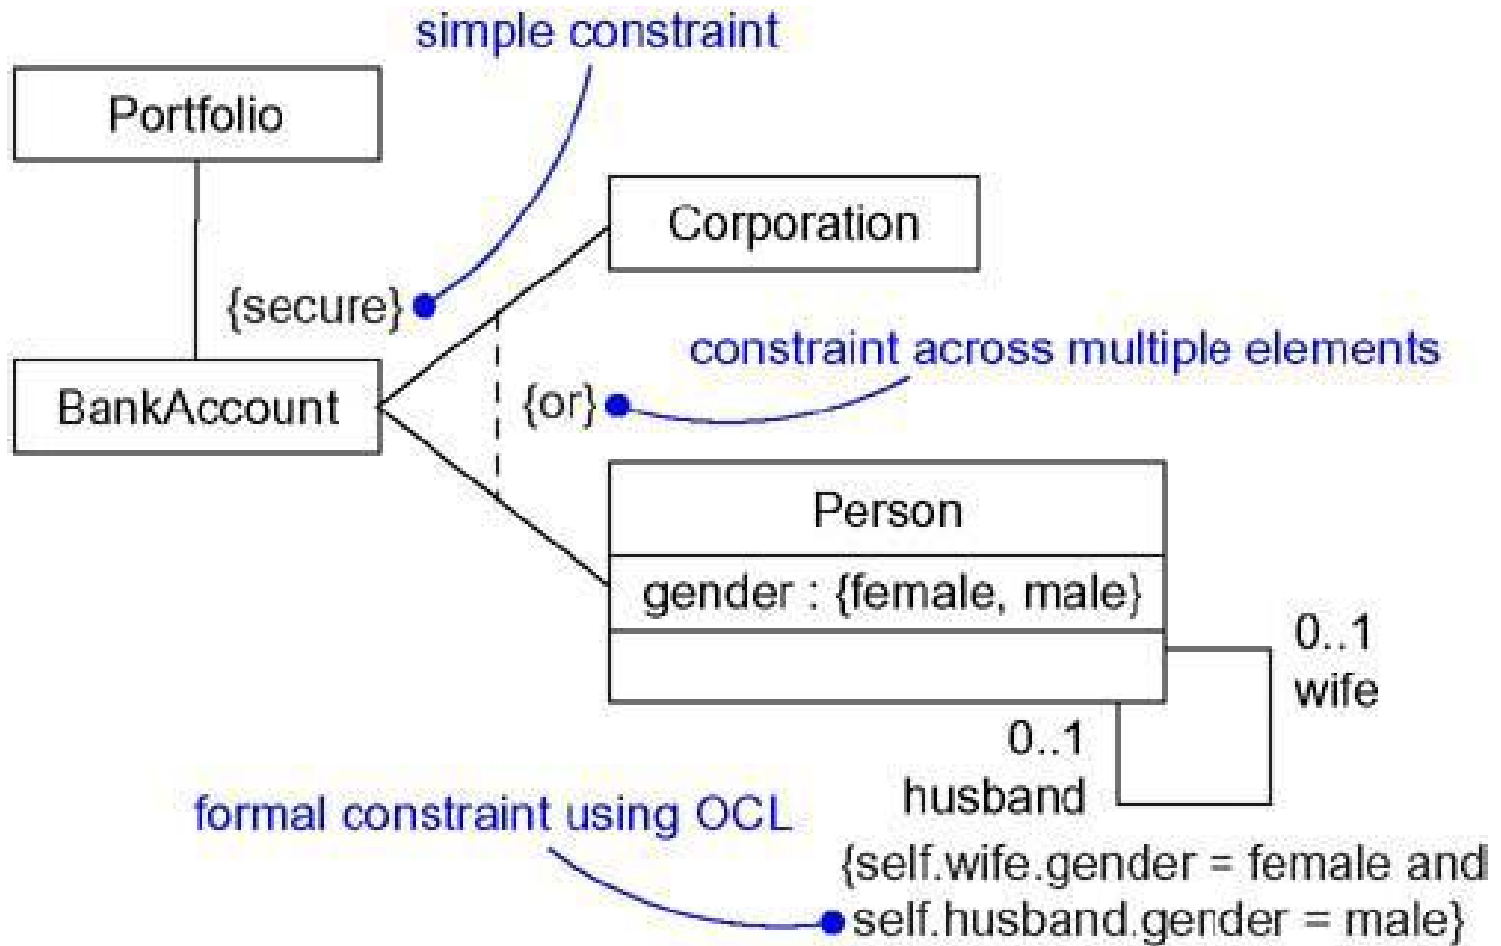 simple constraint
Portfolio
Corporation
{secure}
constraint across multiple elements
BankAccount
{or}
Person
gender : {female, male}
0..1
wife
0..1
husband
formal constraint using OCL
{self.wife.gender = female and
self.husband.gender = male}